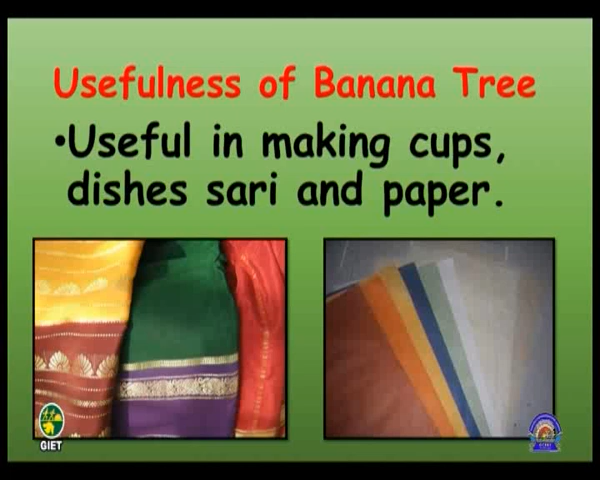 Usefulness of Banana Tree
•Useful in making cups,
dishes sari and paper.
GIET